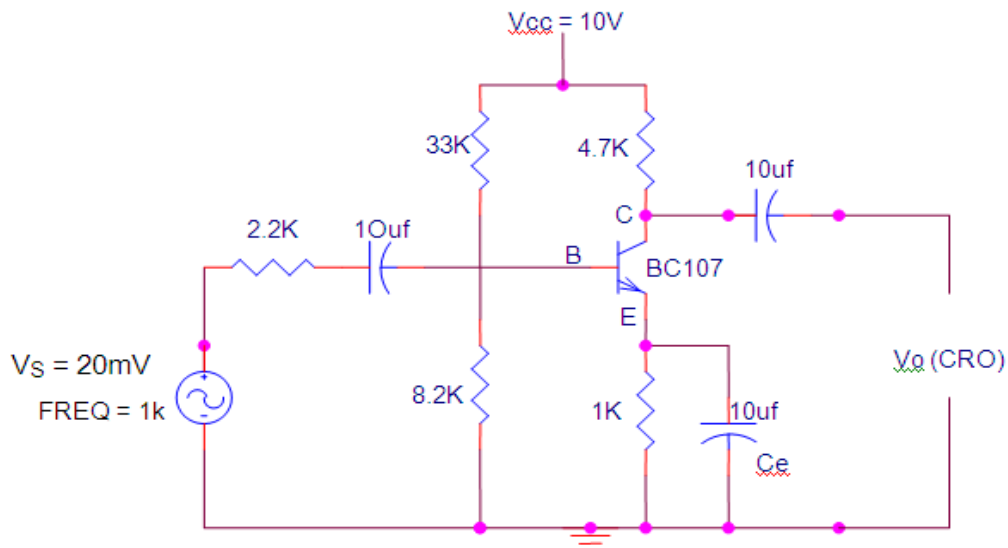 Vcc = 10V
33K
4.7K
10uf
2.2K
1Ouf
C
B
BC107
E
VS = 20mV
FREQ = 1k
8.2K
1K
10uf
Ce
Vo (CRO)